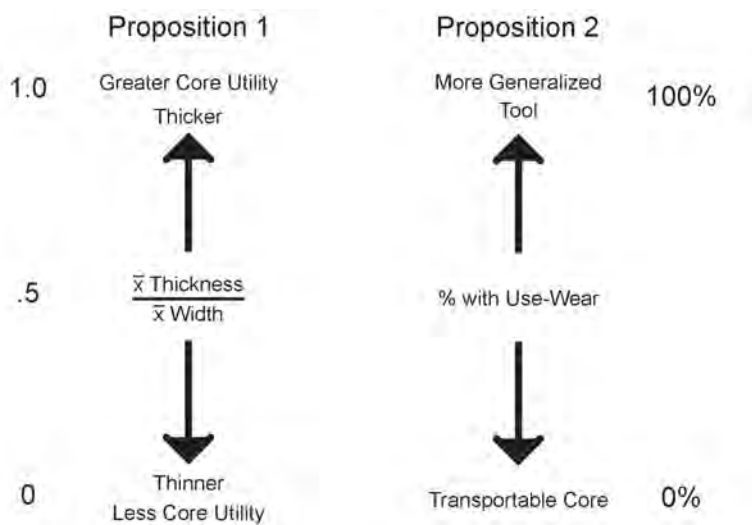 Proposition 1
Proposition 2
1.0
Greater Core Utility
Thicker
More Generalized
Tool
100%
.5
x̅ Thickness
x̅ Width
% with Use-Wear
0
Thinner
Less Core Utility
Transportable Core
0%